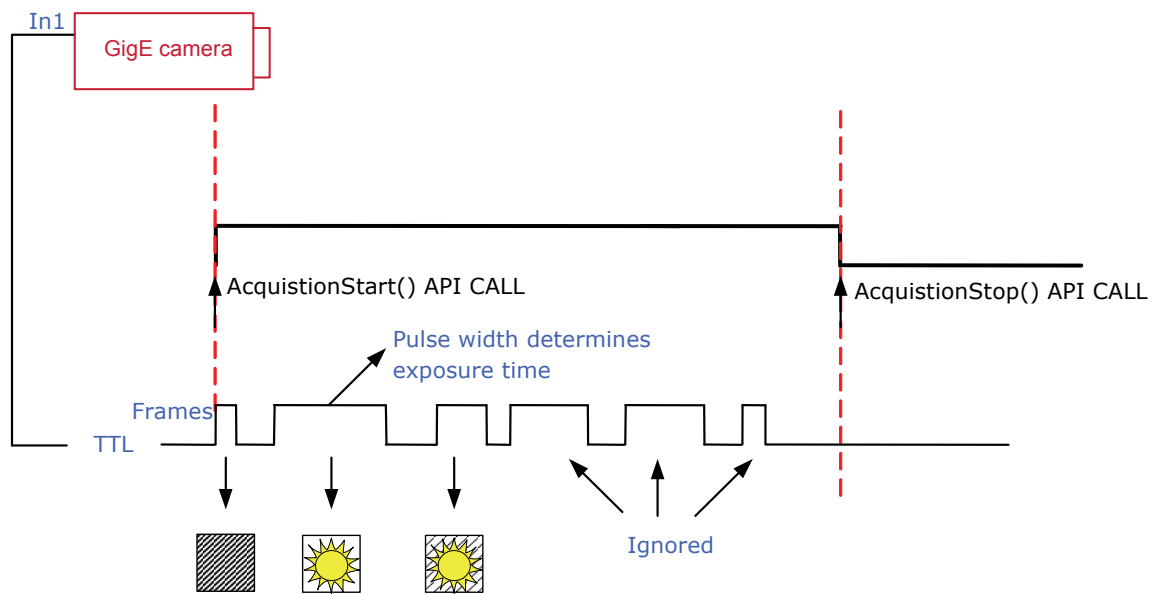 In1
GigE camera
AcquistionStart() API CALL
AcquistionStop() API CALL
Pulse width determines
exposure time
Frames
TTL
Ignored